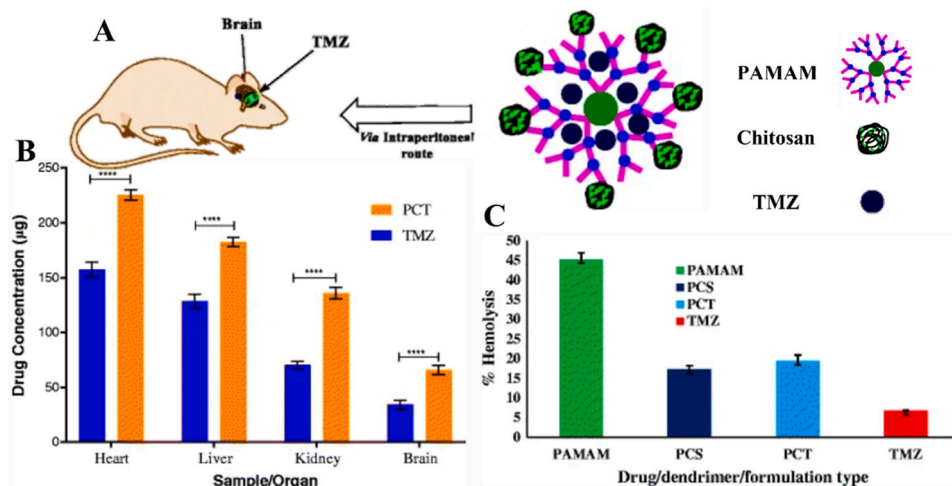 A
Brain
TMZ
Via Intraperitoneal
route
PAMAM
Chitosan
TMZ
B
250
200
150
100
50
0
Drug Concentration (µg)
****
****
****
****
PCT
TMZ
Heart
Liver
Kidney
Brain
Sample/Organ
C
50
45
40
35
30
25
20
15
10
5
0
% Hemolysis
PAMAM
PCS
PCT
TMZ
PAMAM
PCS
PCT
TMZ
Drug/dendrimer/formulation type